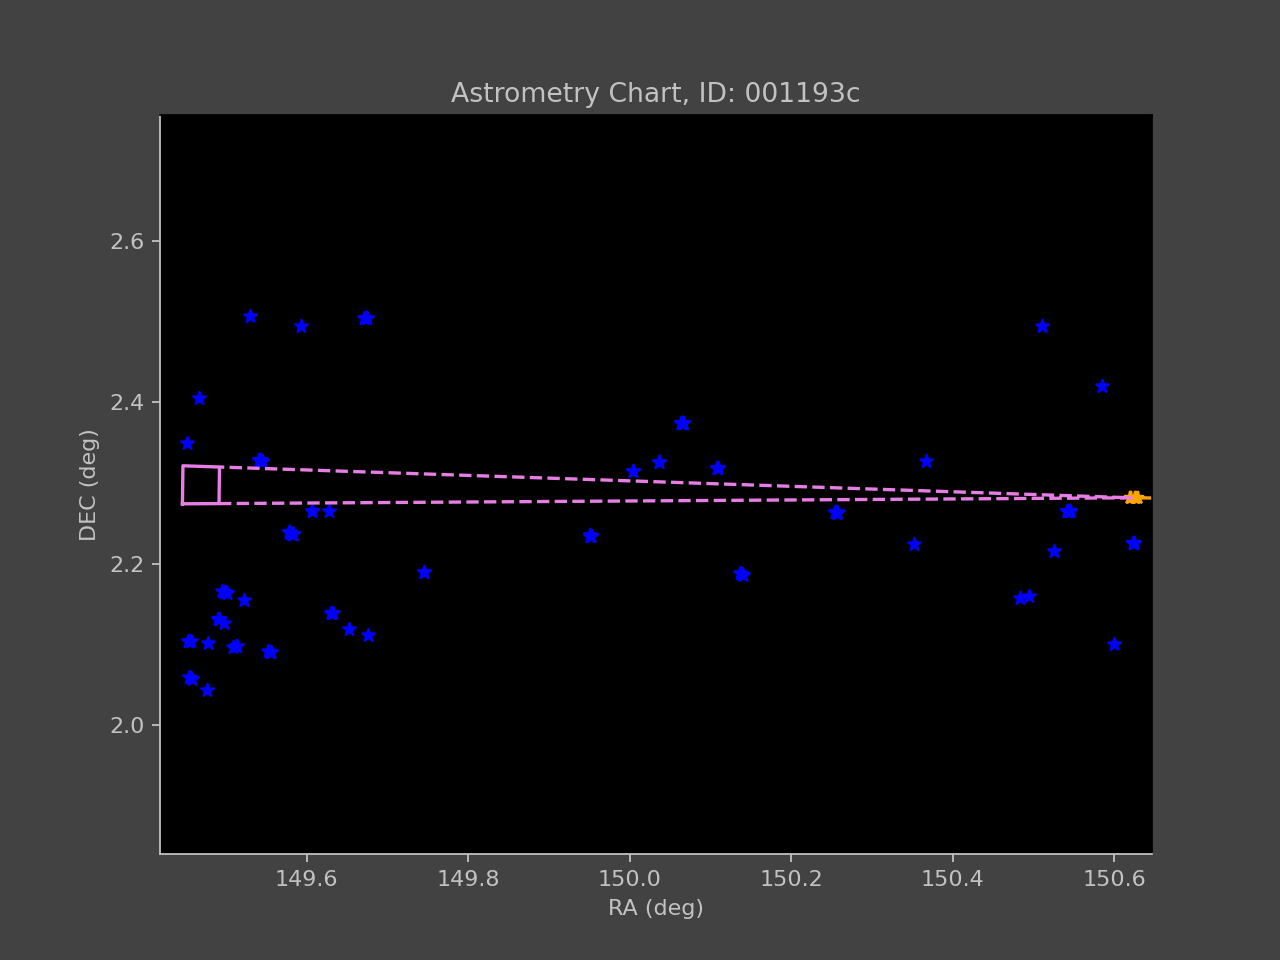 Astrometry Chart, ID: 001193c
2.6
2.4
2.2
2.0
DEC (deg)
149.6 149.8 150.0 150.2 150.4 150.6
RA (deg)